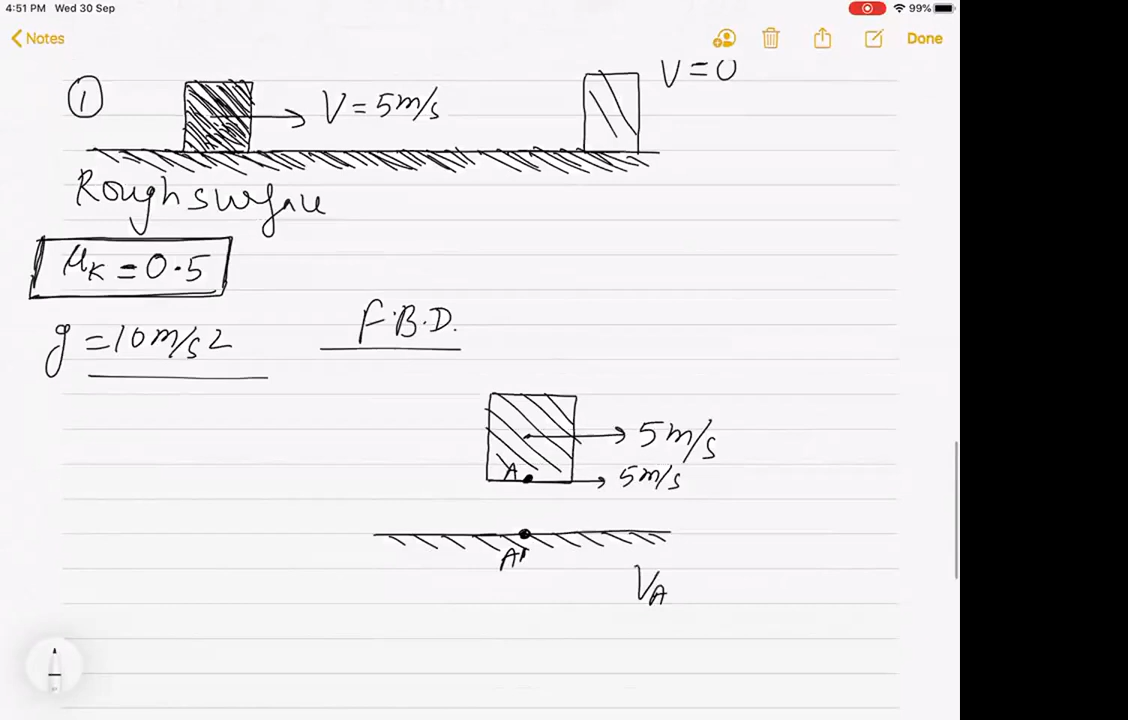 4:51 PM Wed 30 Sep
99%
Notes
Done
V = 0
1
V = 5m/s
Rough surface
μK = 0.5
g = 10m/s2
F.B.D.
5m/s
A
5m/s
A'
VA